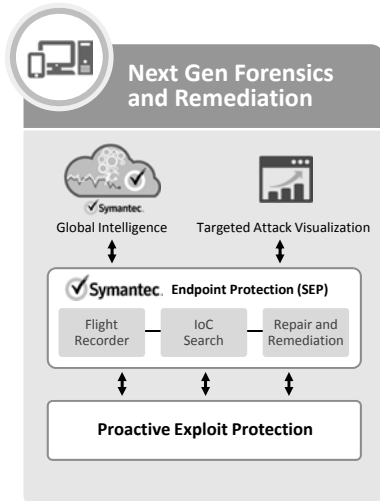 Next Gen Forensics
and Remediation
Symantec.
Global Intelligence
Targeted Attack Visualization
Symantec. Endpoint Protection (SEP)
Flight
Recorder
IoC
Search
Repair and
Remediation
Proactive Exploit Protection